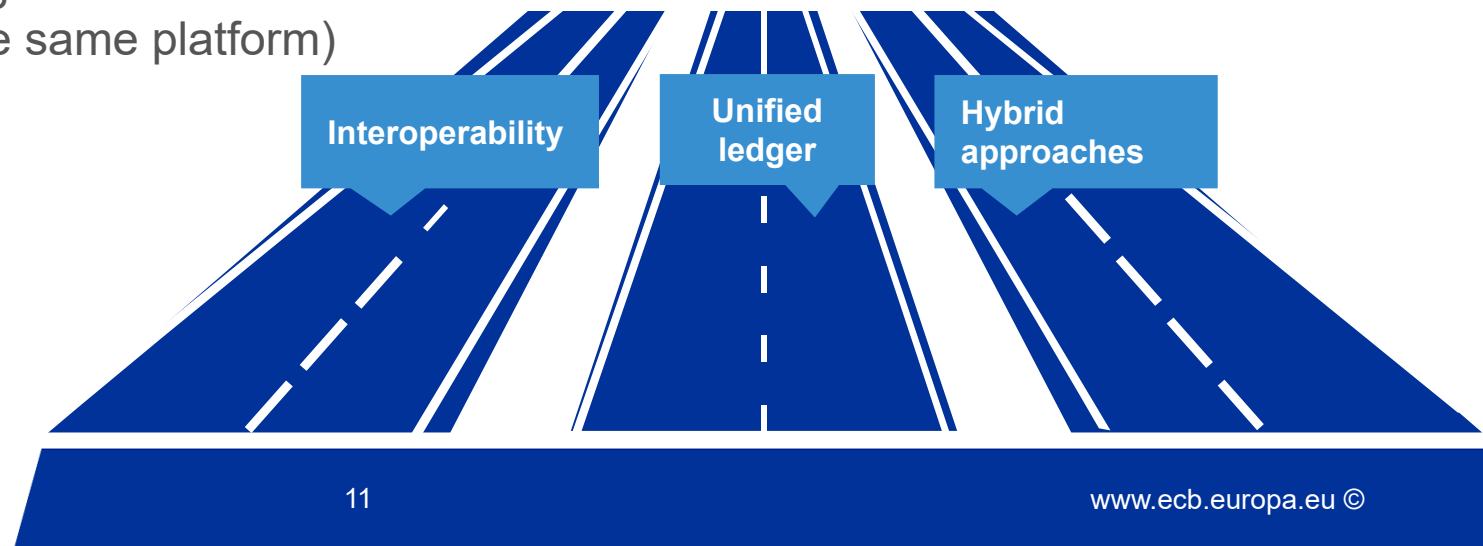 e same platform)
Interoperability
Unified
ledger
Hybrid
approaches
11
www.ecb.europa.eu ©